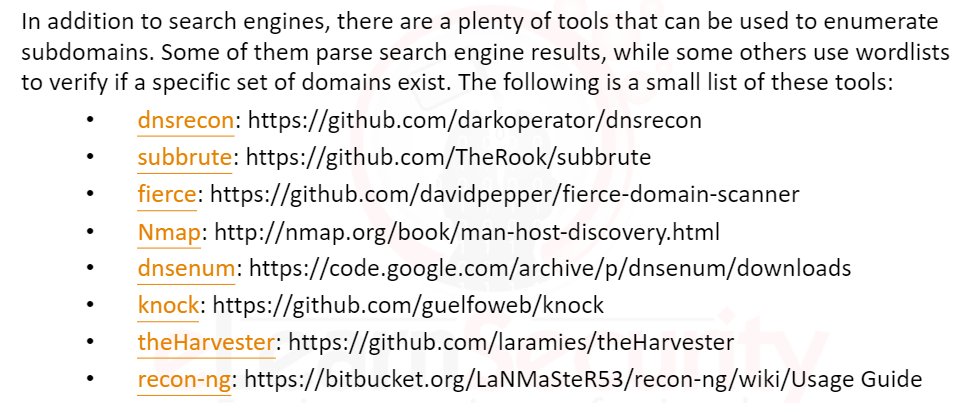 In addition to search engines, there are a plenty of tools that can be used to enumerate
subdomains. Some of them parse search engine results, while some others use wordlists
to verify if a specific set of domains exist. The following is a small list of these tools:
• dnsrecon: https://github.com/darkoperator/dnsrecon
• subbrute: https://github.com/TheRook/subbrute
• fierce: https://github.com/davidpepper/fierce-domain-scanner
• Nmap: http://nmap.org/book/man-host-discovery.html
• dnsenum: https://code.google.com/archive/p/dnsenum/downloads
• knock: https://github.com/guelfoweb/knock
• theHarvester: https://github.com/laramies/theHarvester
• recon-ng: https://bitbucket.org/LaNMaSteR53/recon-ng/wiki/Usage Guide
eLearnSecurity